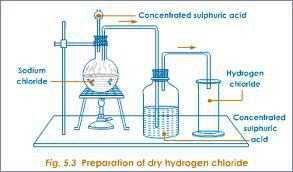 Concentrated sulphuric acid
Sodium
chloride
Hydrogen
chloride
Concentrated
sulphuric
acid
Fig. 5.3 Preparation of dry hydrogen chloride